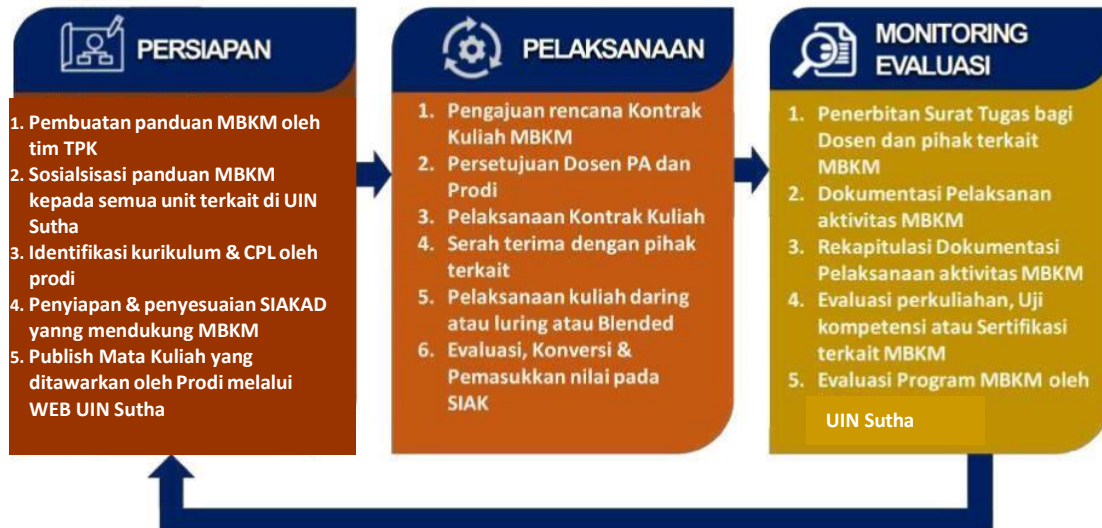 PERSIAPAN
1. Pembuatan panduan MBKM oleh
tim TPK
2. Sosialsisasi panduan MBKM
kepada semua unit terkait di UIN
Sutha
3. Identifikasi kurikulum & CPL oleh
prodi
4. Penyiapan & penyesuaian SIAKAD
yanng mendukung MBKM
5. Publish Mata Kuliah yang
ditawarkan oleh Prodi melalui
WEB UIN Sutha
PELAKSANAAN
1. Pengajuan rencana Kontrak
Kuliah MBKM
2. Persetujuan Dosen PA dan
Prodi
3. Pelaksanaan Kontrak Kuliah
4. Serah terima dengan pihak
terkait
5. Pelaksanaan kuliah daring
atau luring atau Blended
6. Evaluasi, Konversi &
Pemasukkan nilai pada
SIAK
MONITORING
EVALUASI
1. Penerbitan Surat Tugas bagi
Dosen dan pihak terkait
MBKM
2. Dokumentasi Pelaksanan
aktivitas MBKM
3. Rekapitulasi Dokumentasi
Pelaksanaan aktivitas MBKM
4. Evaluasi perkuliahan, Uji
kompetensi atau Sertifikasi
terkait MBKM
5. Evaluasi Program MBKM oleh
UIN Sutha